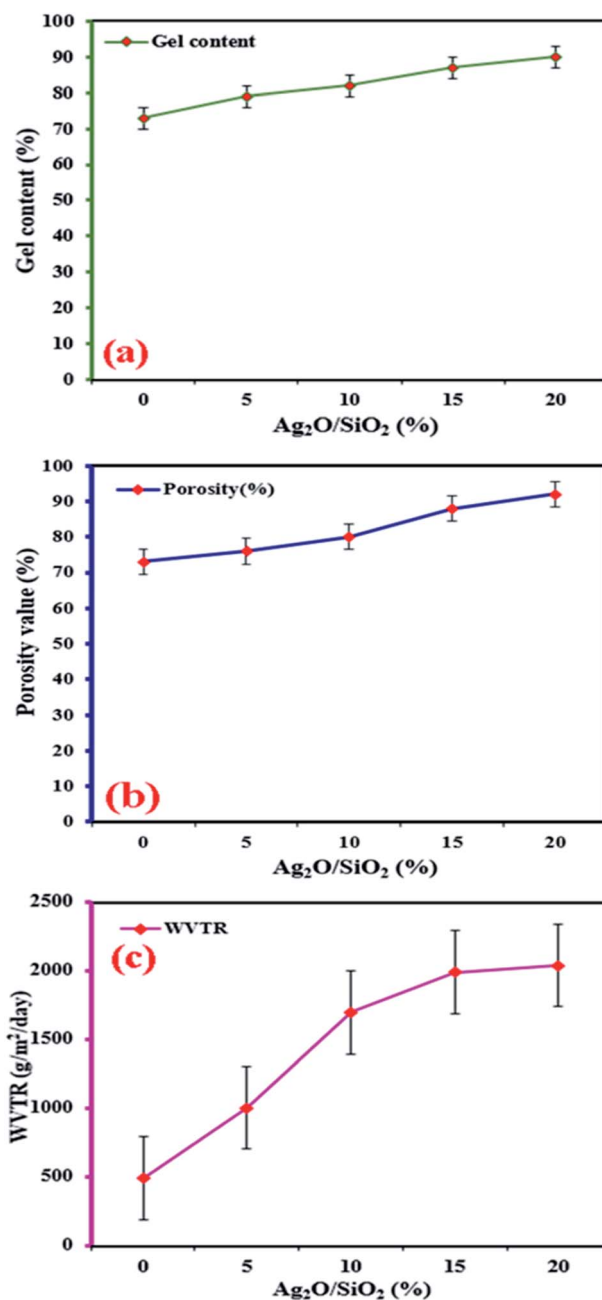 100
90
80
70
60
50
40
30
20
10
0
Gel content (%)
Gel content
(a)
0 5 10 15 20
Ag₂O/SiO₂ (%)
100
90
80
70
60
50
40
30
20
10
0
Porosity value (%)
Porosity(%)
(b)
0 5 10 15 20
Ag₂O/SiO₂ (%)
2500
2000
1500
1000
500
0
WVTR (g/m²/day)
WVTR
(c)
0 5 10 15 20
Ag₂O/SiO₂ (%)